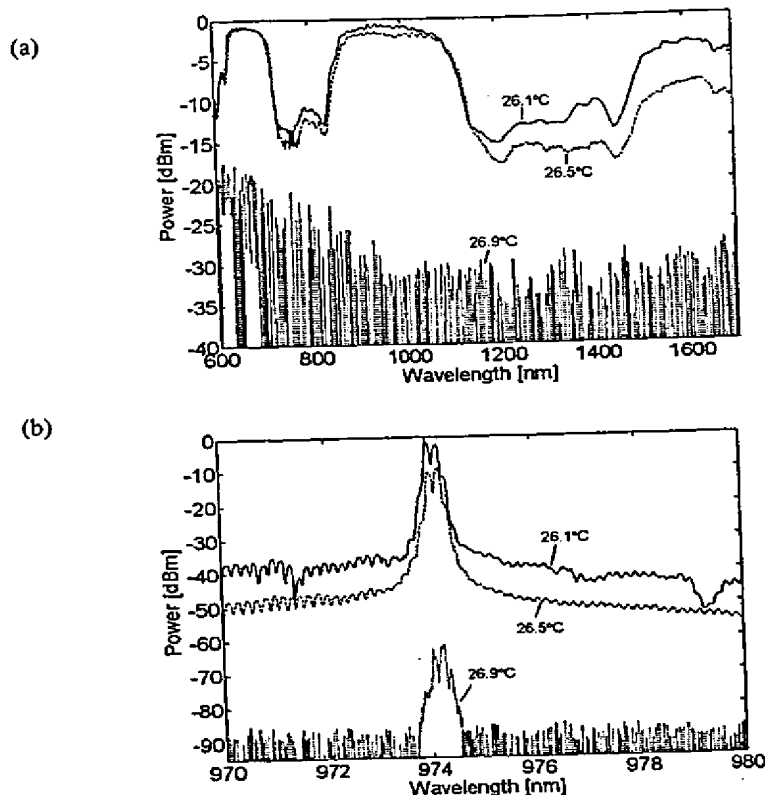 (a)
Power [dBm]
0
-5
-10
-15
-20
-25
-30
-35
-40
26.1°C
26.5°C
26.9°C
600
800
1000
1200
1400
1600
Wavelength [nm]
(b)
Power [dBm]
0
-10
-20
-30
-40
-50
-60
-70
-80
-90
26.1°C
26.5°C
26.9°C
970
972
974
976
978
980
Wavelength [nm]